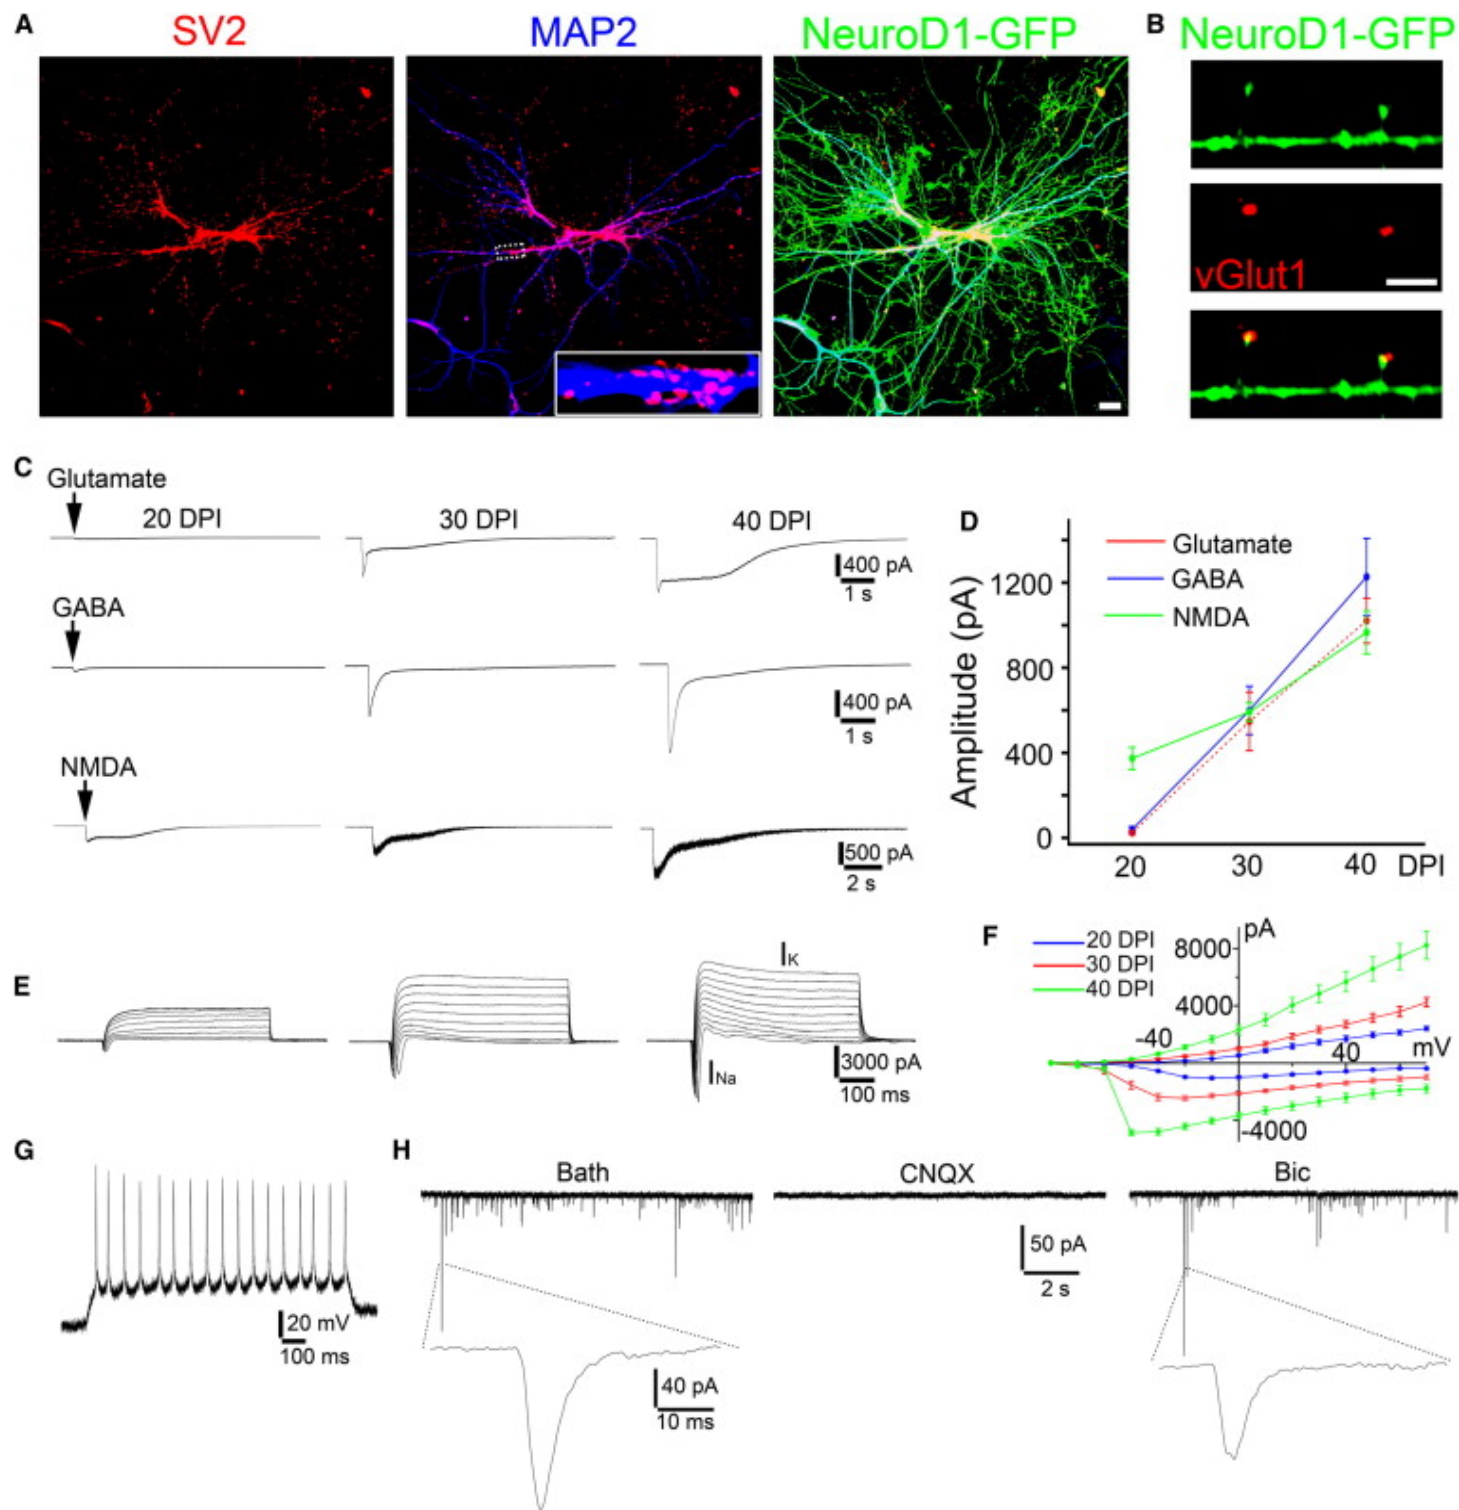 A
SV2
MAP2
NeuroD1-GFP
B
NeuroD1-GFP
vGlut1
C
Glutamate
20 DPI
30 DPI
40 DPI
400 pA
1 s
GABA
400 pA
1 s
NMDA
500 pA
2 s
D
Glutamate
GABA
NMDA
Amplitude (pA)
1200
800
400
0
20
30
40
DPI
E
IK
INa
3000 pA
100 ms
F
20 DPI
30 DPI
40 DPI
pA
8000
4000
-40
40
mV
-4000
G
20 mV
100 ms
H
Bath
CNQX
Bic
50 pA
2 s
40 pA
10 ms